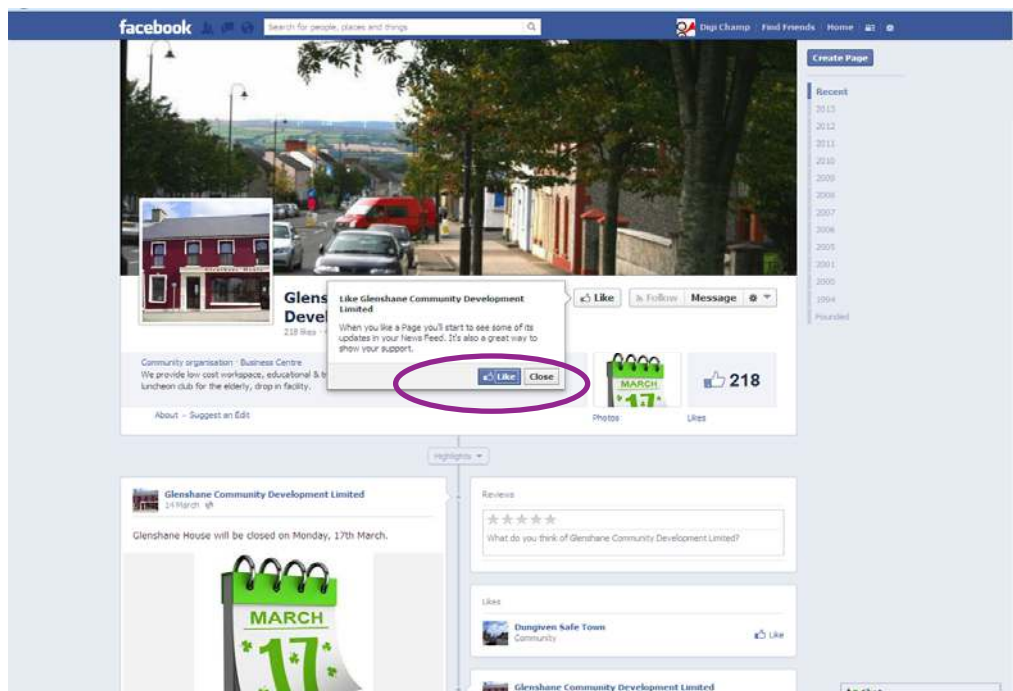 facebook
Search for people, places and things
Digi Champ
Find Friends
Home
Create Page
Recent
2013
2012
2011
2010
2009
2008
2007
2006
2005
2001
2000
1994
Founded
Glenshane House
Glens
Devel
218 likes
Like Glenshane Community Development
Limited
When you like a Page you'll start to see some of its
updates in your News Feed. It's also a great way to
show your support.
Like
Close
Like
Follow
Message
Community organisation · Business Centre
We provide low cost workspace, educational & t
luncheon club for the elderly, drop in facility.
About – Suggest an Edit
MARCH
17
Photos
218
Likes
Highlights
Glenshane Community Development Limited
14 March
Glenshane House will be closed on Monday, 17th March.
MARCH
17
Reviews
What do you think of Glenshane Community Development Limited?
Likes
Dungiven Safe Town
Community
Like
Glenshane Community Development Limited